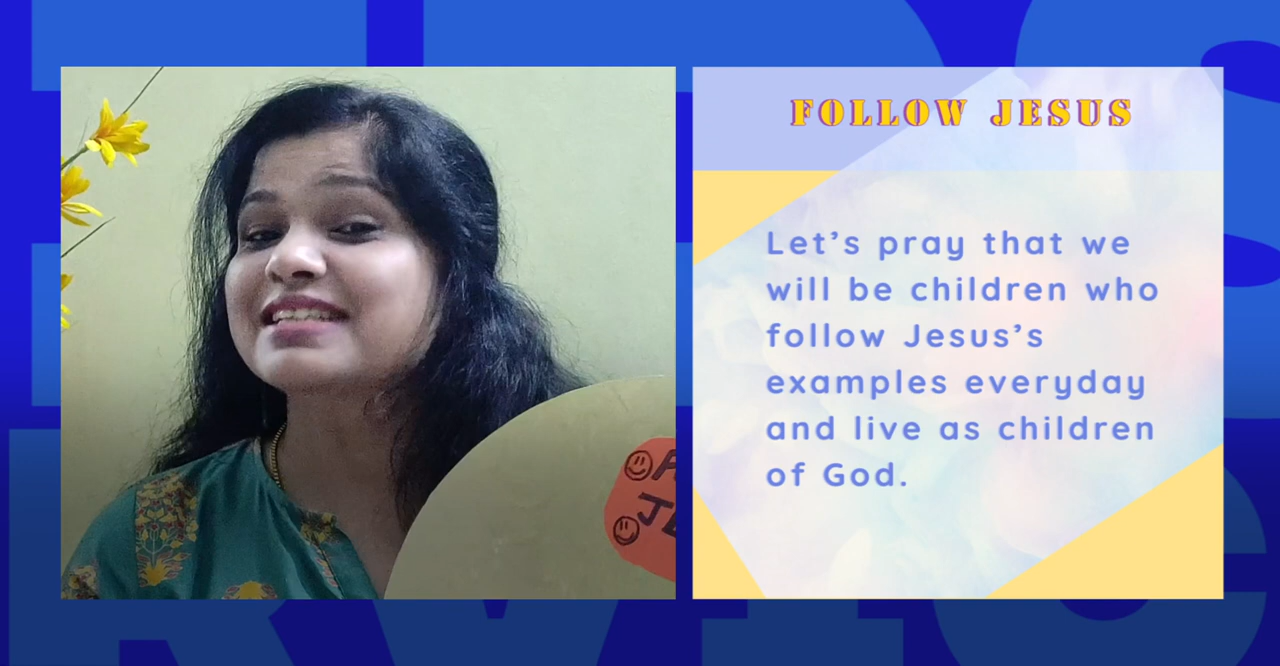 FOLLOW JESUS
Let's pray that we
will be children who
follow Jesus's
examples everyday
and live as children
of God.